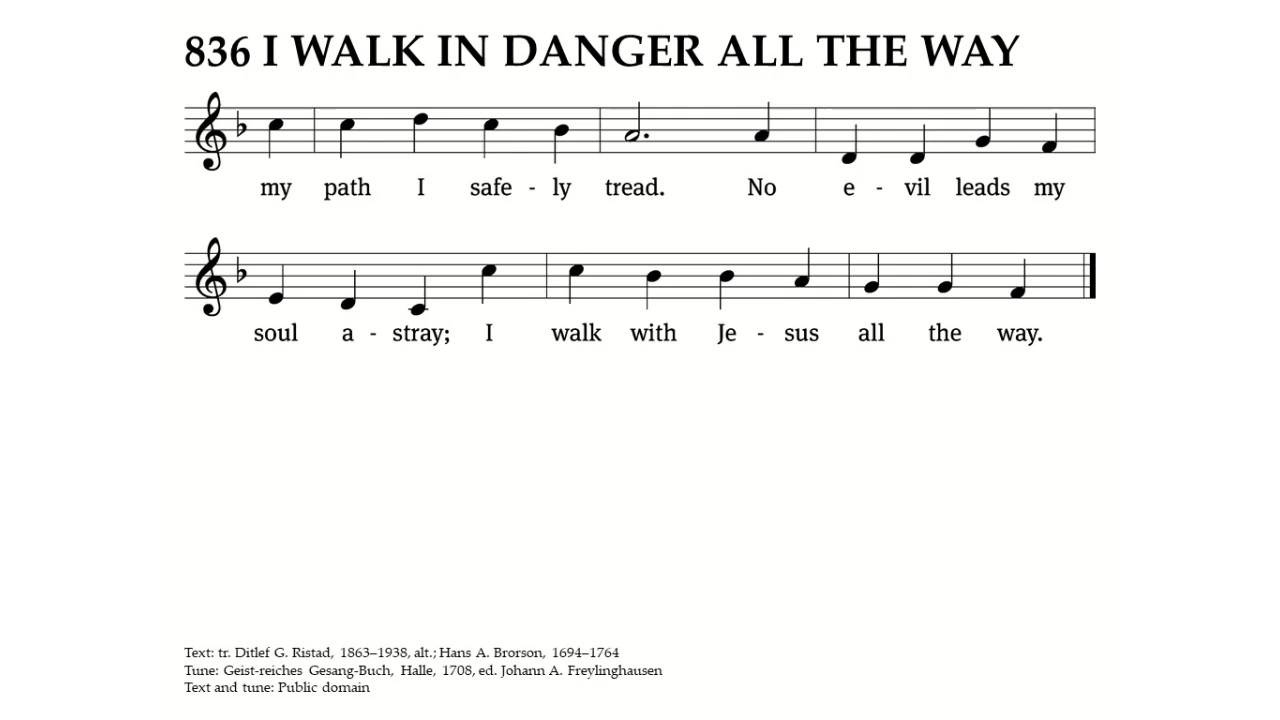 836 I WALK IN DANGER ALL THE WAY
my path I safe - ly tread. No e - vil leads my
soul a - stray; I walk with Je - sus all the way.
Text: tr. Ditlef G. Ristad, 1863–1938, alt.; Hans A. Brorson, 1694–1764
Tune: Geist-reiches Gesang-Buch, Halle, 1708, ed. Johann A. Freylinghausen
Text and tune: Public domain